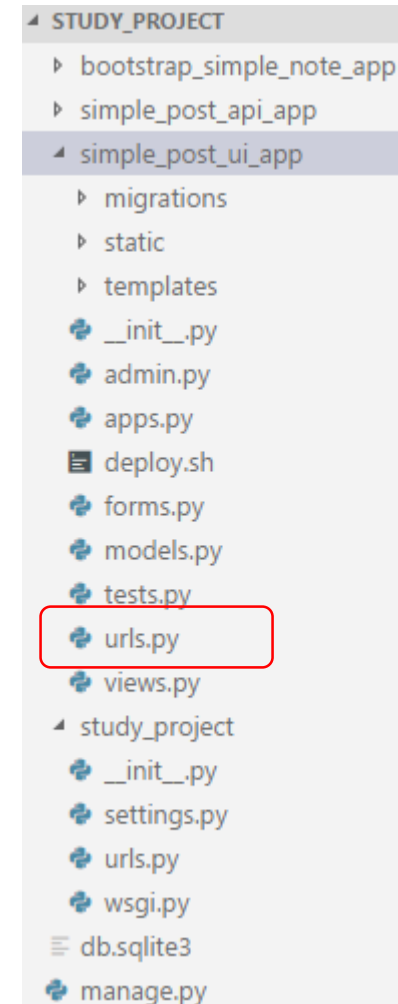 STUDY_PROJECT
bootstrap_simple_note_app
simple_post_api_app
simple_post_ui_app
migrations
static
templates
__init__.py
admin.py
apps.py
deploy.sh
forms.py
models.py
tests.py
urls.py
views.py
study_project
__init__.py
settings.py
urls.py
wsgi.py
db.sqlite3
manage.py